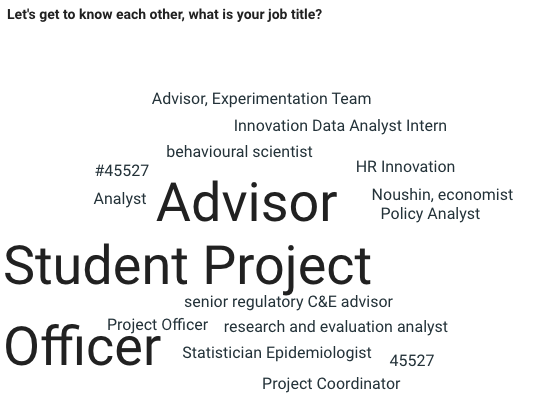 Let's get to know each other, what is your job title?
Advisor, Experimentation Team
Innovation Data Analyst Intern
behavioural scientist
HR Innovation
#45527
Analyst
Advisor
Noushin, economist
Policy Analyst
Student Project
Officer
senior regulatory C&E advisor
Project Officer
research and evaluation analyst
Statistician Epidemiologist
45527
Project Coordinator